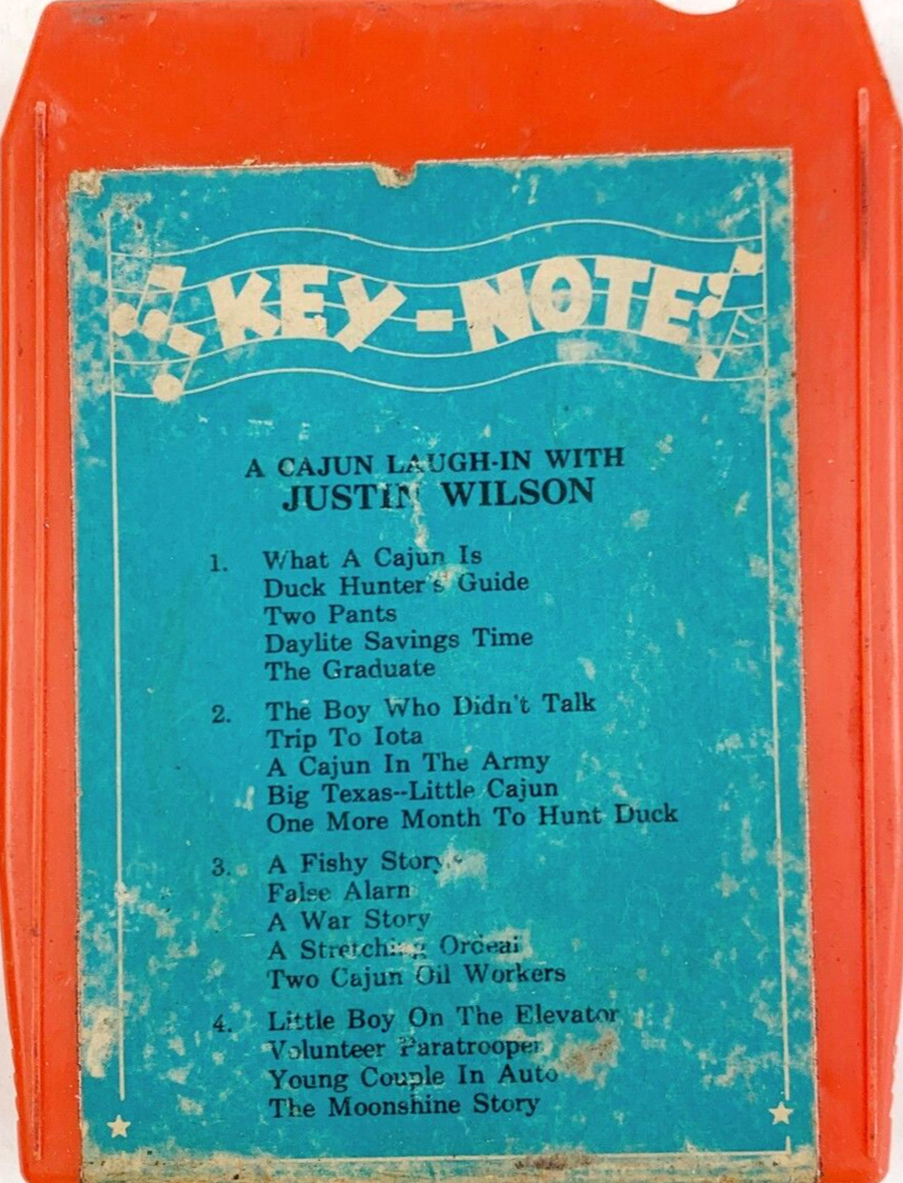 KEY-NOTE
A CAJUN LAUGH-IN WITH
JUSTIN WILSON
1. What A Cajun Is
Duck Hunter's Guide
Two Pants
Daylite Savings Time
The Graduate
2. The Boy Who Didn't Talk
Trip To Iota
A Cajun In The Army
Big Texas--Little Cajun
One More Month To Hunt Duck
3. A Fishy Story
False Alarm
A War Story
A Stretching Ordeal
Two Cajun Oil Workers
4. Little Boy On The Elevator
Volunteer Paratrooper
Young Couple In Auto
The Moonshine Story